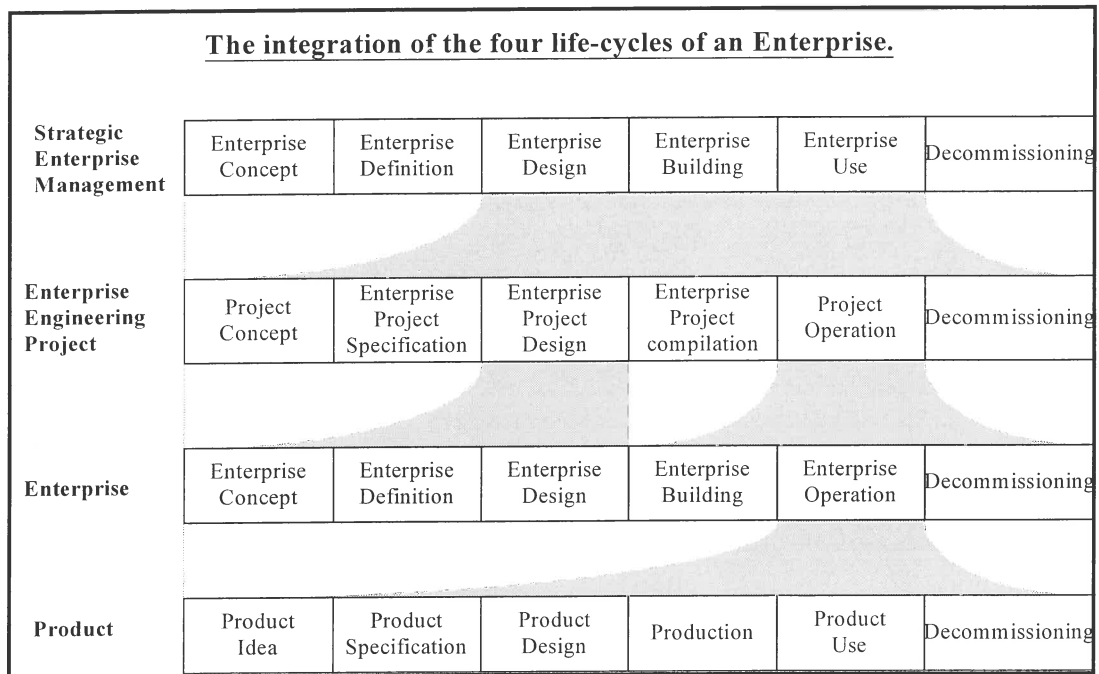 The integration of the four life-cycles of an Enterprise.
Strategic
Enterprise
Management
Enterprise
Concept
Enterprise
Definition
Enterprise
Design
Enterprise
Building
Enterprise
Use
Decommissioning
Enterprise
Engineering
Project
Project
Concept
Enterprise
Project
Specification
Enterprise
Project
Design
Enterprise
Project
compilation
Project
Operation
Decommissioning
Enterprise
Enterprise
Concept
Enterprise
Definition
Enterprise
Design
Enterprise
Building
Enterprise
Operation
Decommissioning
Product
Product
Idea
Product
Specification
Product
Design
Production
Product
Use
Decommissioning